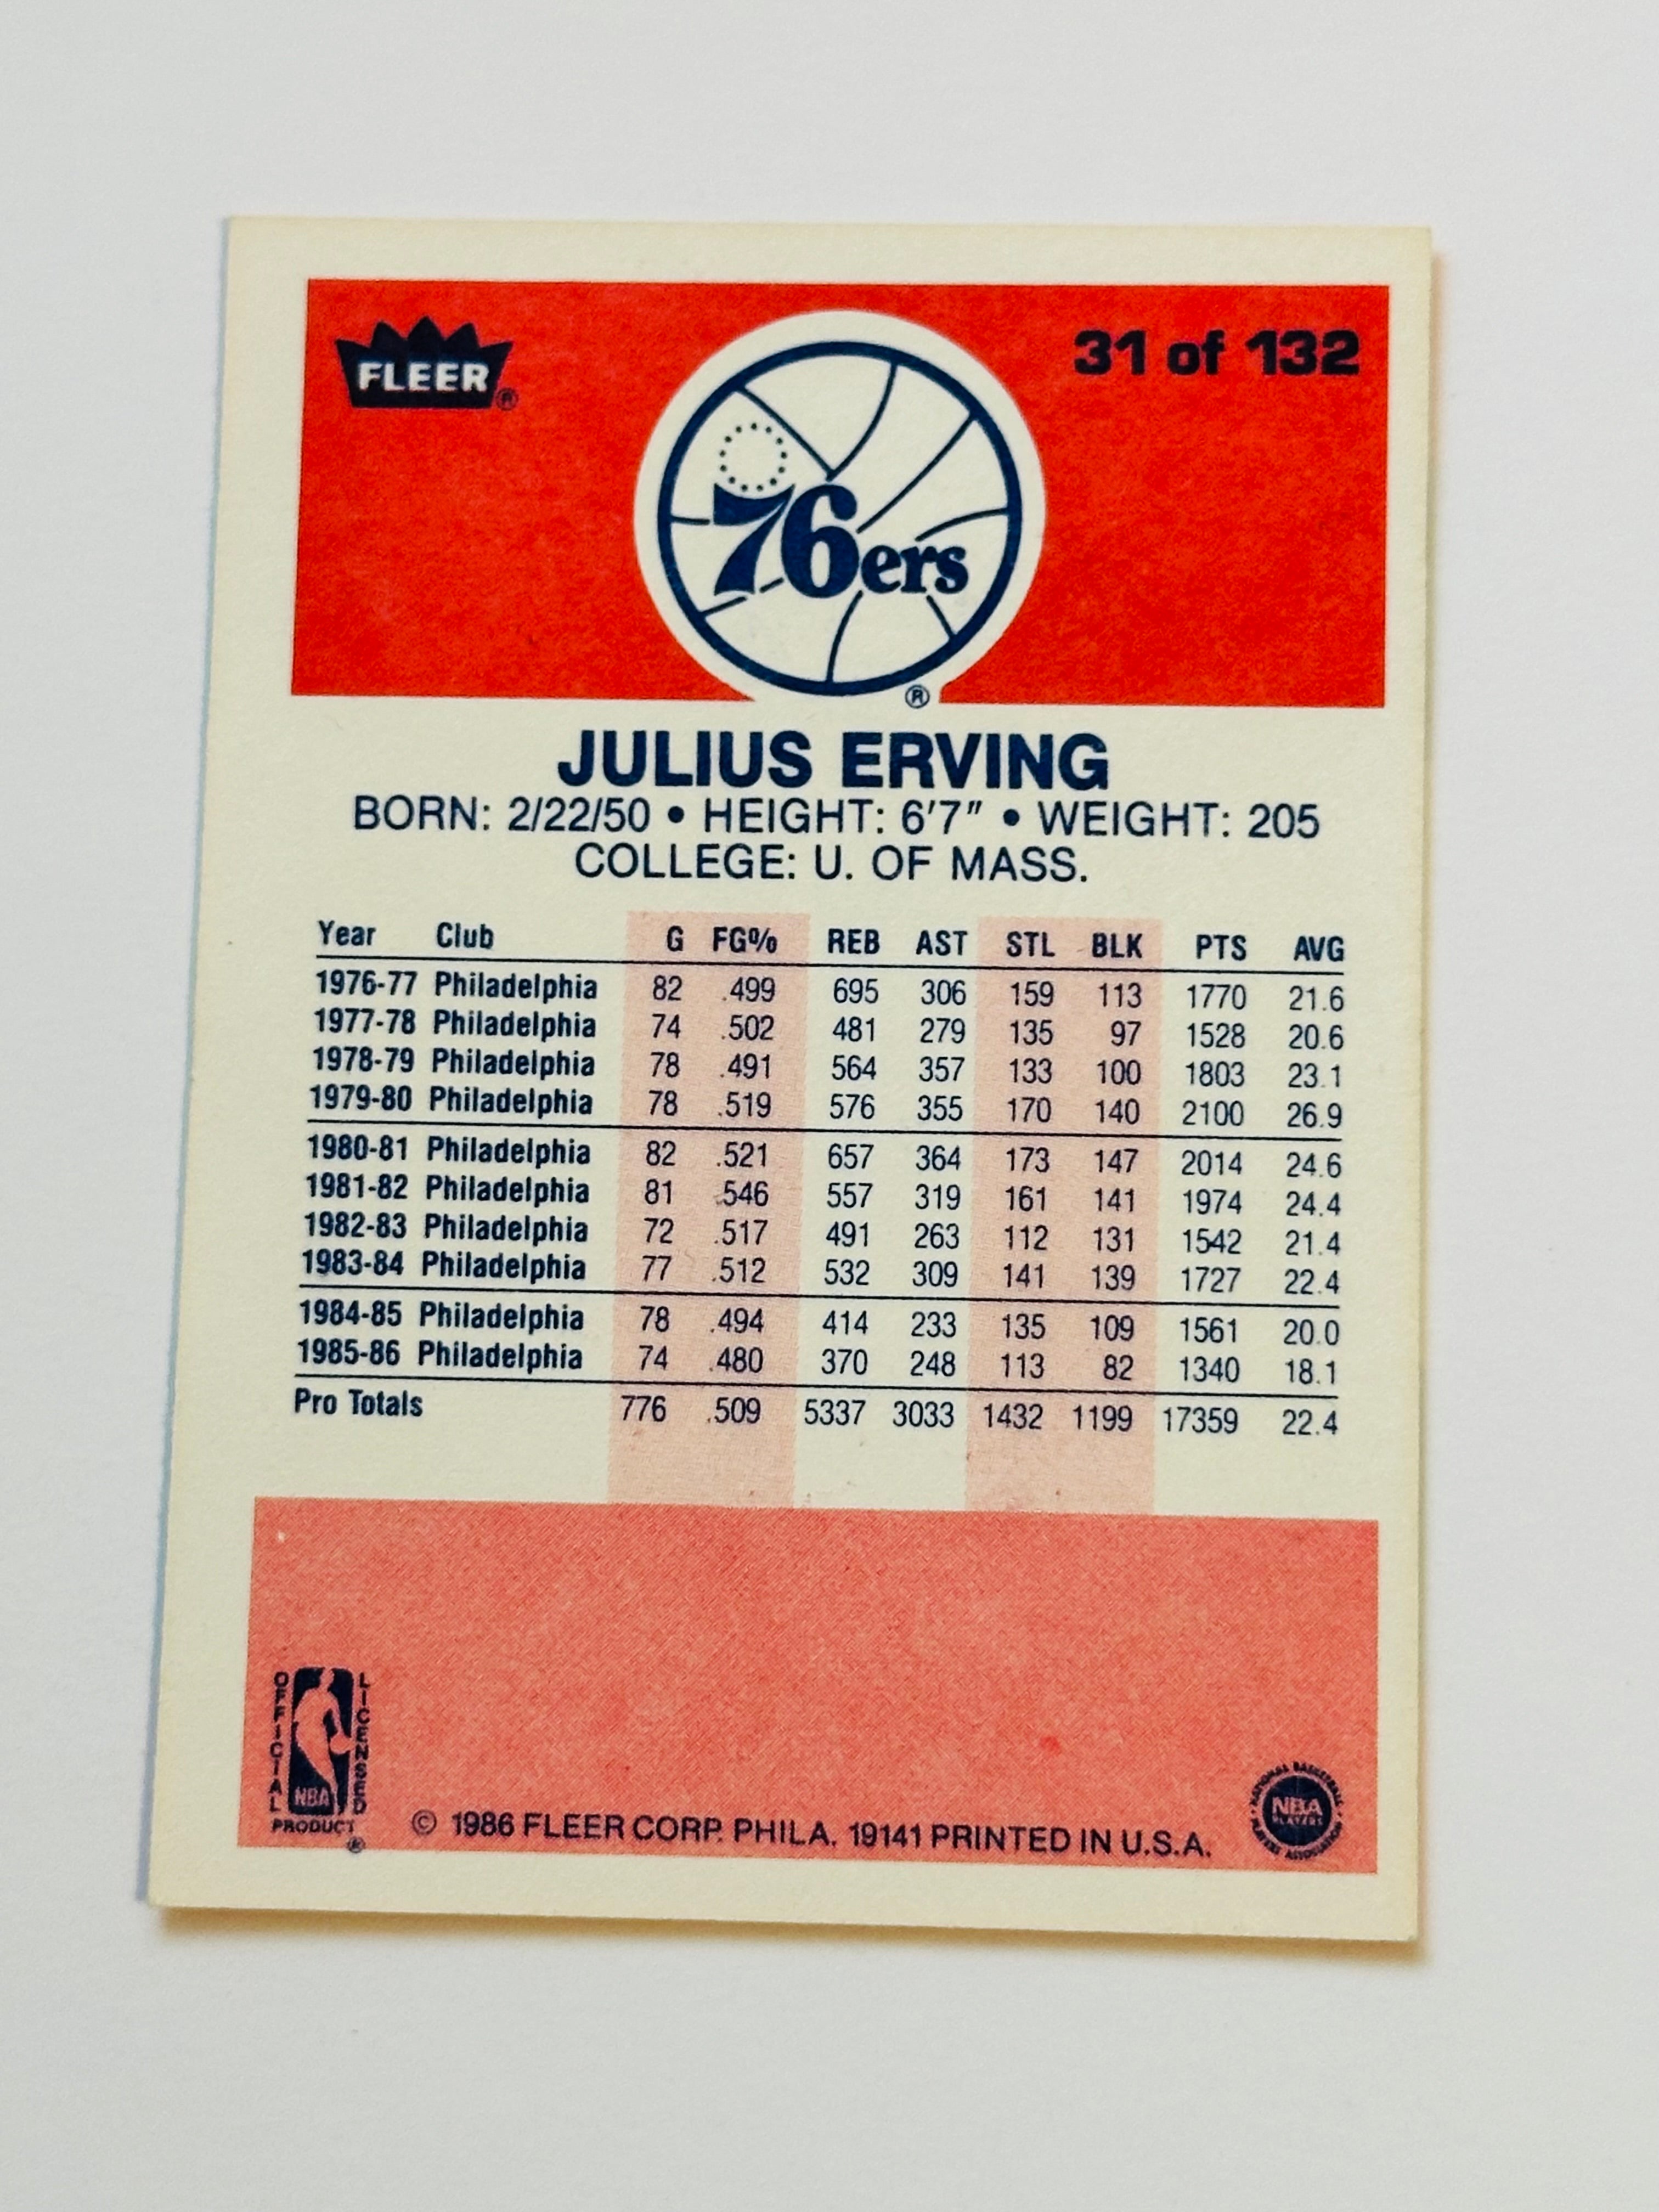 FLEER®
31 of 132
76ers
®
JULIUS ERVING
BORN: 2/22/50 • HEIGHT: 6'7" • WEIGHT: 205
COLLEGE: U. OF MASS.
Year Club G FG% REB AST STL BLK PTS AVG
1976-77 Philadelphia 82 .499 695 306 159 113 1770 21.6
1977-78 Philadelphia 74 .502 481 279 135 97 1528 20.6
1978-79 Philadelphia 78 .491 564 357 133 100 1803 23.1
1979-80 Philadelphia 78 .519 576 355 170 140 2100 26.9
1980-81 Philadelphia 82 .521 657 364 173 147 2014 24.6
1981-82 Philadelphia 81 .546 557 319 161 141 1974 24.4
1982-83 Philadelphia 72 .517 491 263 112 131 1542 21.4
1983-84 Philadelphia 77 .512 532 309 141 139 1727 22.4
1984-85 Philadelphia 78 .494 414 233 135 109 1561 20.0
1985-86 Philadelphia 74 .480 370 248 113 82 1340 18.1
Pro Totals 776 .509 5337 3033 1432 1199 17359 22.4
OFFICIAL
LICENSED
NBA
PRODUCT
®
© 1986 FLEER CORP. PHILA. 19141 PRINTED IN U.S.A.
NATIONAL BASKETBALL
NBA
PLAYERS
PLAYERS ASSOCIATION